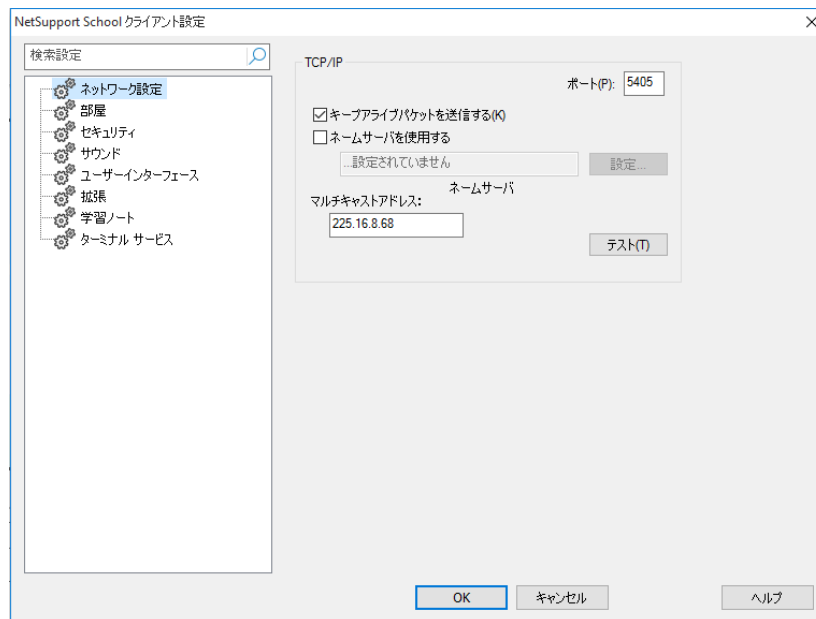 NetSupport School クライアント設定
検索設定
ネットワーク設定
部屋
セキュリティ
サウンド
ユーザーインターフェース
拡張
学習ノート
ターミナル サービス
TCP/IP
ポート(P): 5405
キープアライブパケットを送信する(K)
ネームサーバを使用する
...設定されていません 設定...
ネームサーバ
マルチキャストアドレス:
225.16.8.68
テスト(T)
OK キャンセル ヘルプ